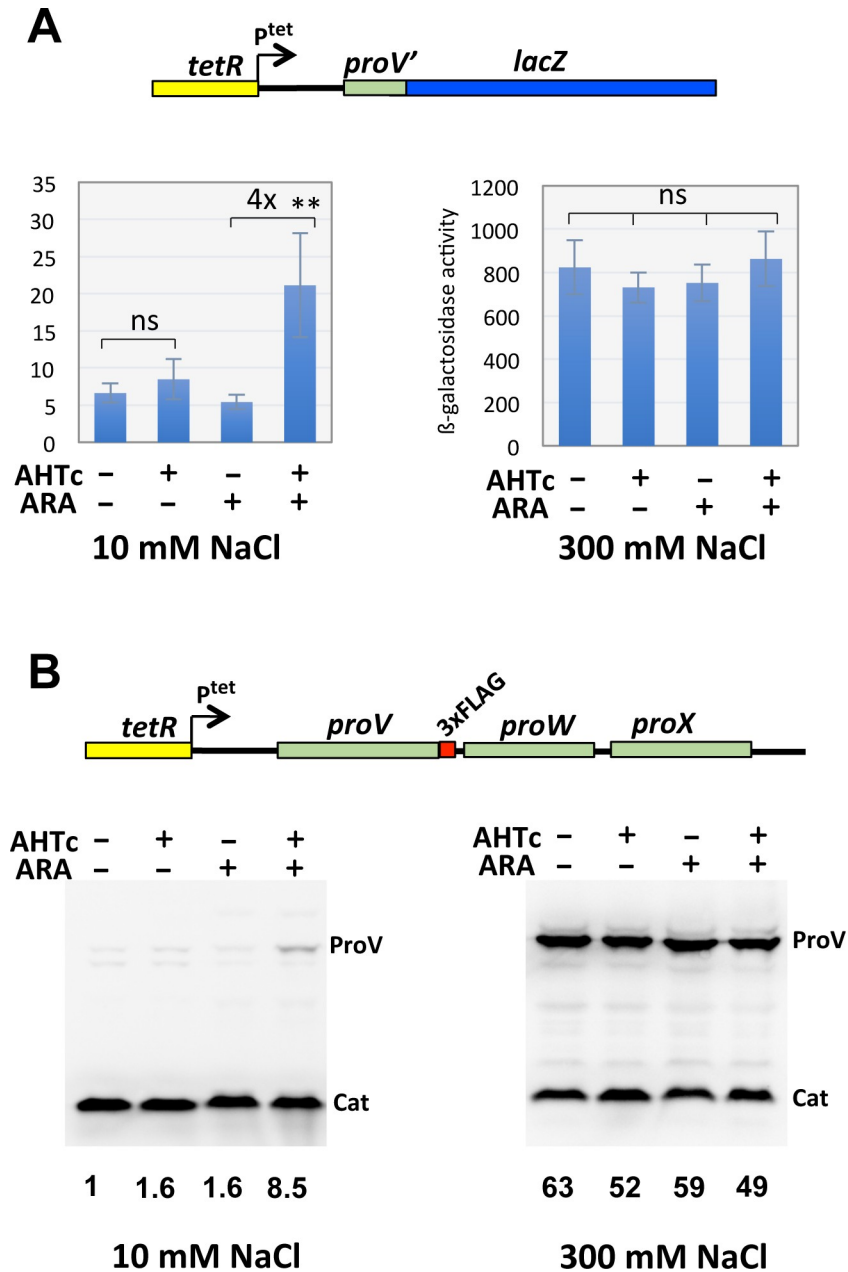 A
Ptet
tetR proV’ lacZ
35
30
25
20
15
10
5
0
4x **
ns
AHTc – + – +
ARA – – + +
10 mM NaCl
ß-galactosidase activity
1200
1000
800
600
400
200
0
ns
AHTc – + – +
ARA – – + +
300 mM NaCl
B
Ptet
tetR proV 3xFLAG proW proX
AHTc – + – +
ARA – – + +
ProV
Cat
1 1.6 1.6 8.5
10 mM NaCl
AHTc – + – +
ARA – – + +
ProV
Cat
63 52 59 49
300 mM NaCl